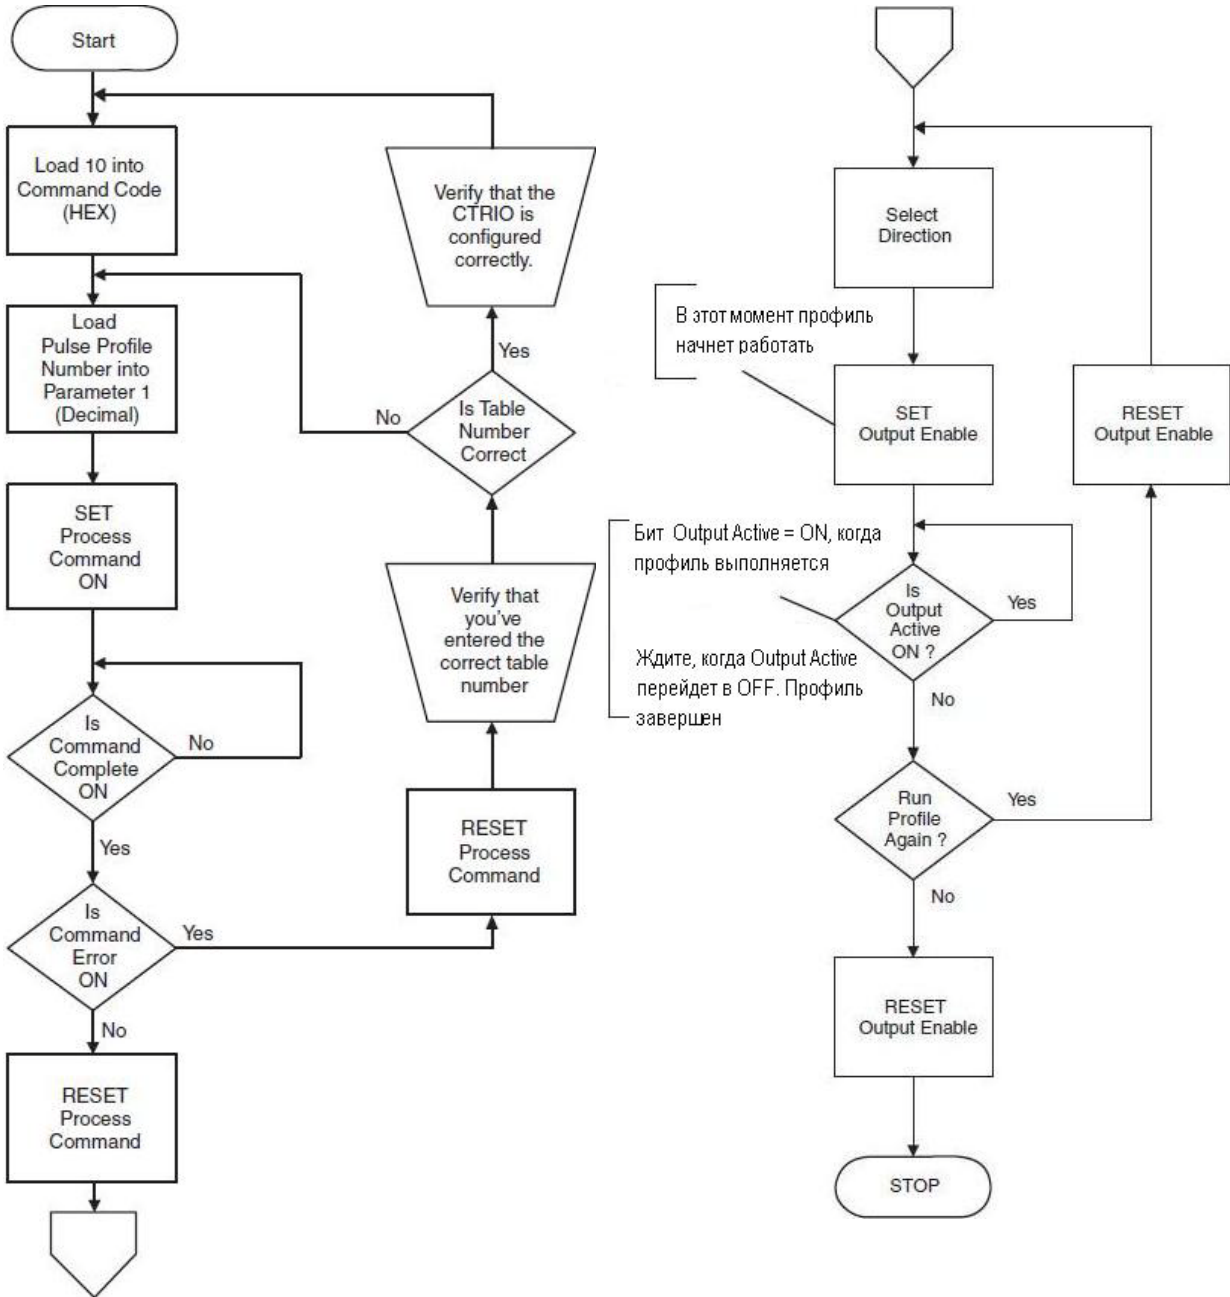 Start
Load 10 into
Command Code
(HEX)
Load
Pulse Profile
Number into
Parameter 1
(Decimal)
SET
Process
Command
ON
Is
Command
Complete
ON
No
Yes
Is
Command
Error
ON
Yes
No
RESET
Process
Command
Verify that the
CTRIO is
configured
correctly.
Yes
Is Table
Number
Correct
No
Verify that
you've
entered the
correct table
number
RESET
Process
Command
Select
Direction
В этот момент профиль
начнет работать
SET
Output Enable
RESET
Output Enable
Бит Output Active = ON, когда
профиль выполняется
Ждите, когда Output Active
перейдет в OFF. Профиль
завершен
Is
Output
Active
ON ?
Yes
No
Run
Profile
Again ?
Yes
No
RESET
Output Enable
STOP